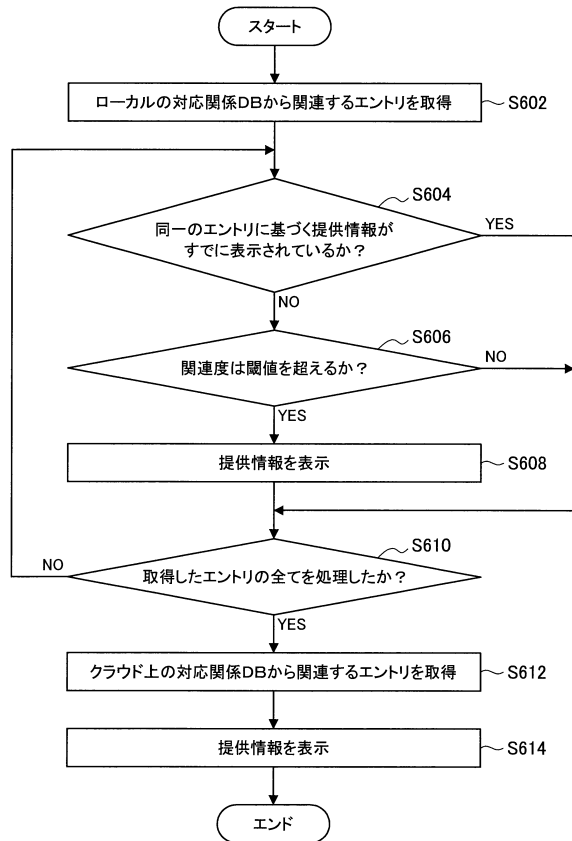 スタート
ローカルの対応関係DBから関連するエントリを取得
S602
S604
同一のエントリに基づく提供情報が
すでに表示されているか？
YES
NO
S606
関連度は閾値を超えるか？
NO
YES
提供情報を表示
S608
S610
取得したエントリの全てを処理したか？
NO
YES
クラウド上の対応関係DBから関連するエントリを取得
S612
提供情報を表示
S614
エンド